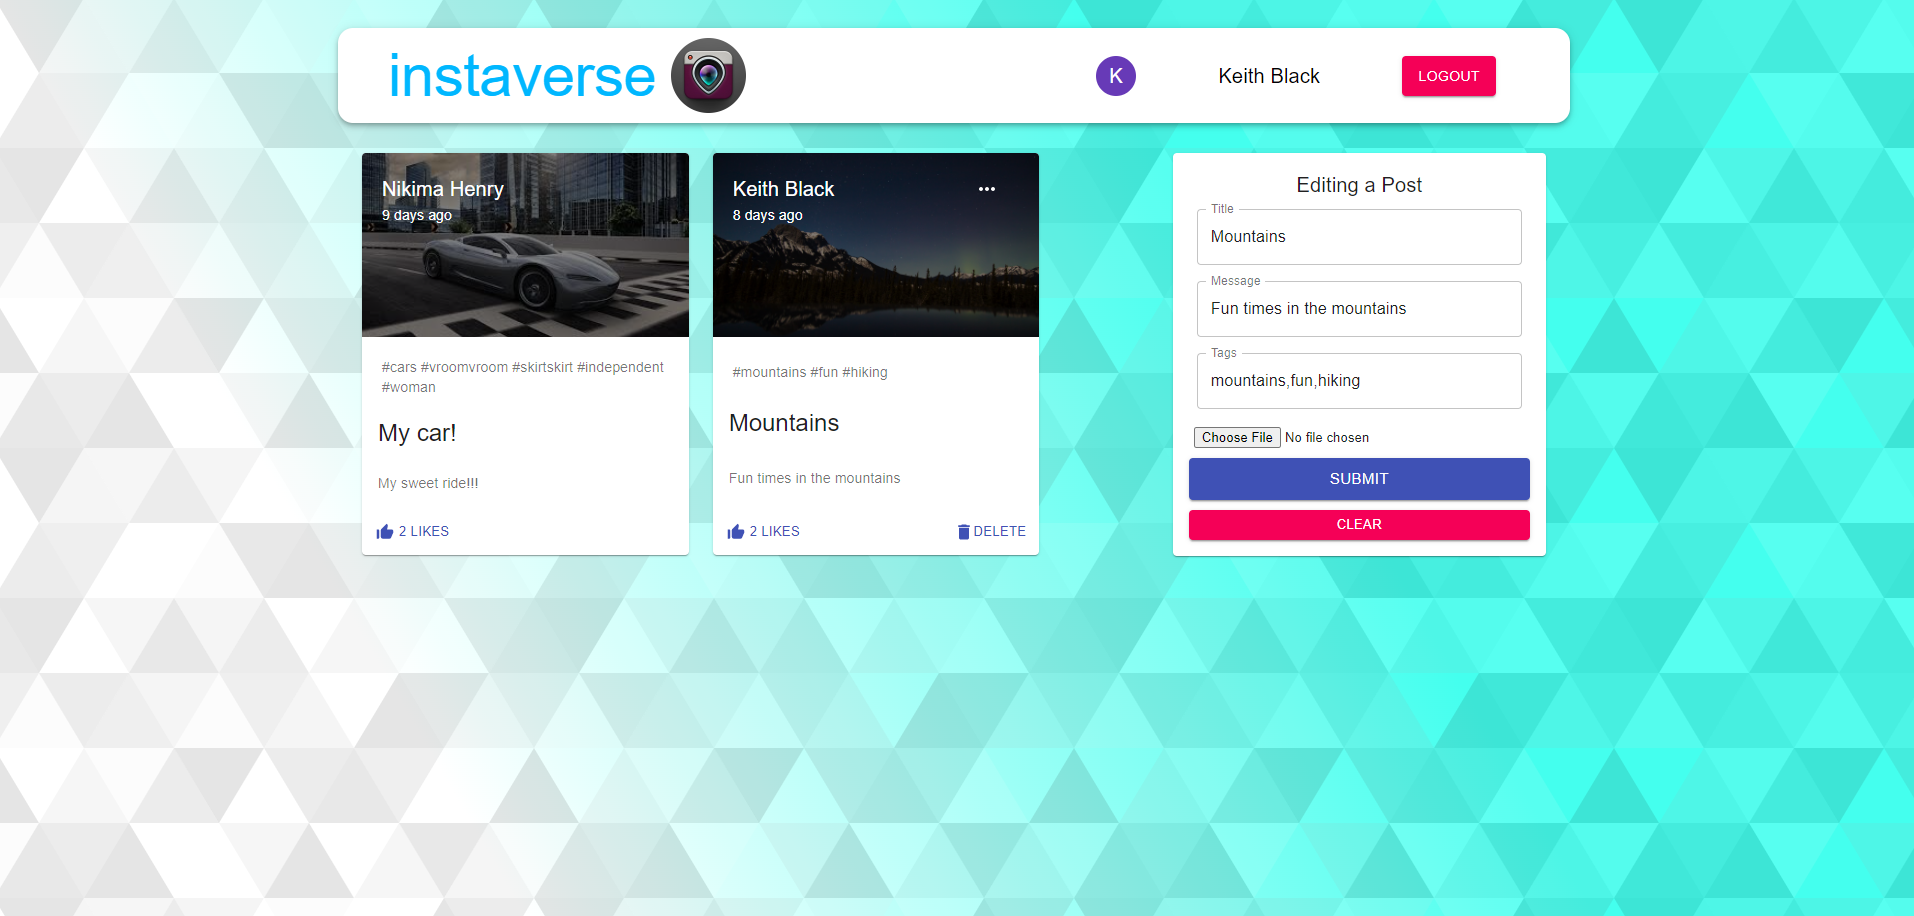 instaverse
K
Keith Black
LOGOUT
Nikima Henry
9 days ago
#cars #vroomvroom #skirtskirt #independent
#woman
My car!
My sweet ride!!!
2 LIKES
Keith Black
8 days ago
#mountains #fun #hiking
Mountains
Fun times in the mountains
2 LIKES
DELETE
Editing a Post
Title
Mountains
Message
Fun times in the mountains
Tags
mountains,fun,hiking
Choose File No file chosen
SUBMIT
CLEAR